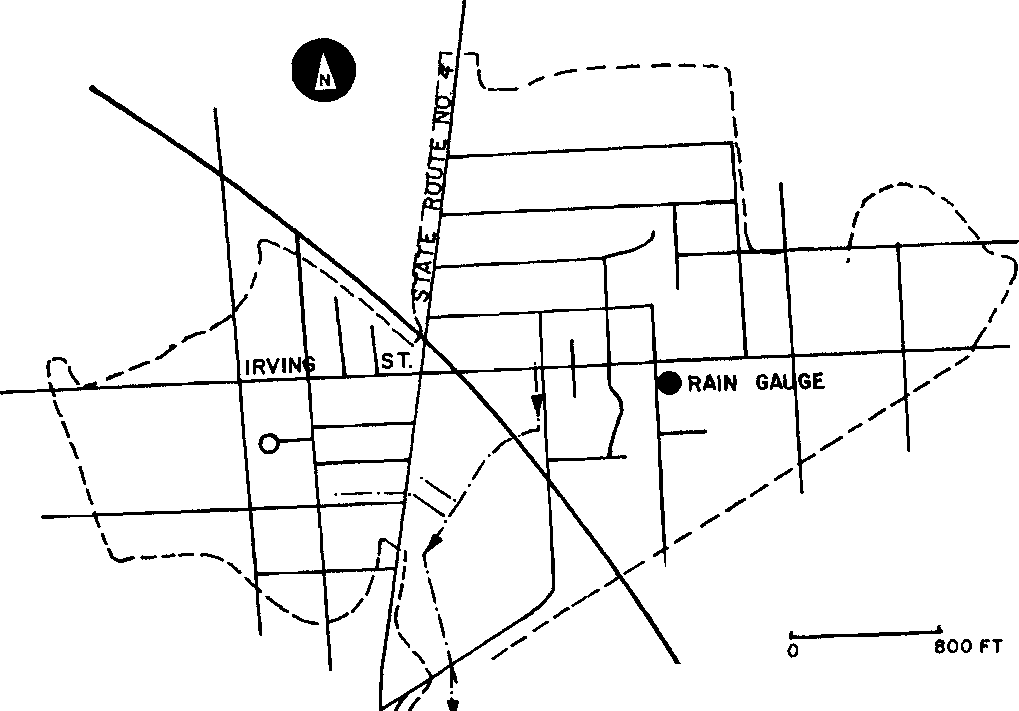 N
STATE ROUTE NO. 4
IRVING ST.
RAIN GAUGE
0 800 FT